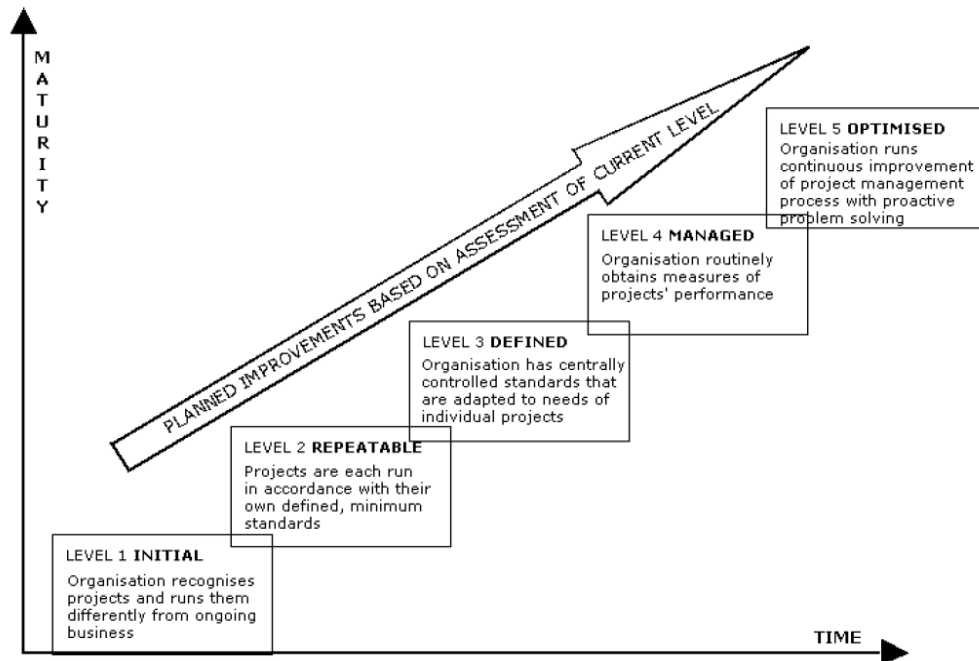 MATURITY
PLANNED IMPROVEMENTS BASED ON ASSESSMENT OF CURRENT LEVEL
LEVEL 5 OPTIMISED
Organisation runs
continuous improvement
of project management
process with proactive
problem solving
LEVEL 4 MANAGED
Organisation routinely
obtains measures of
projects' performance
LEVEL 3 DEFINED
Organisation has centrally
controlled standards that
are adapted to needs of
individual projects
LEVEL 2 REPEATABLE
Projects are each run
in accordance with their
own defined, minimum
standards
LEVEL 1 INITIAL
Organisation recognises
projects and runs them
differently from ongoing
business
TIME